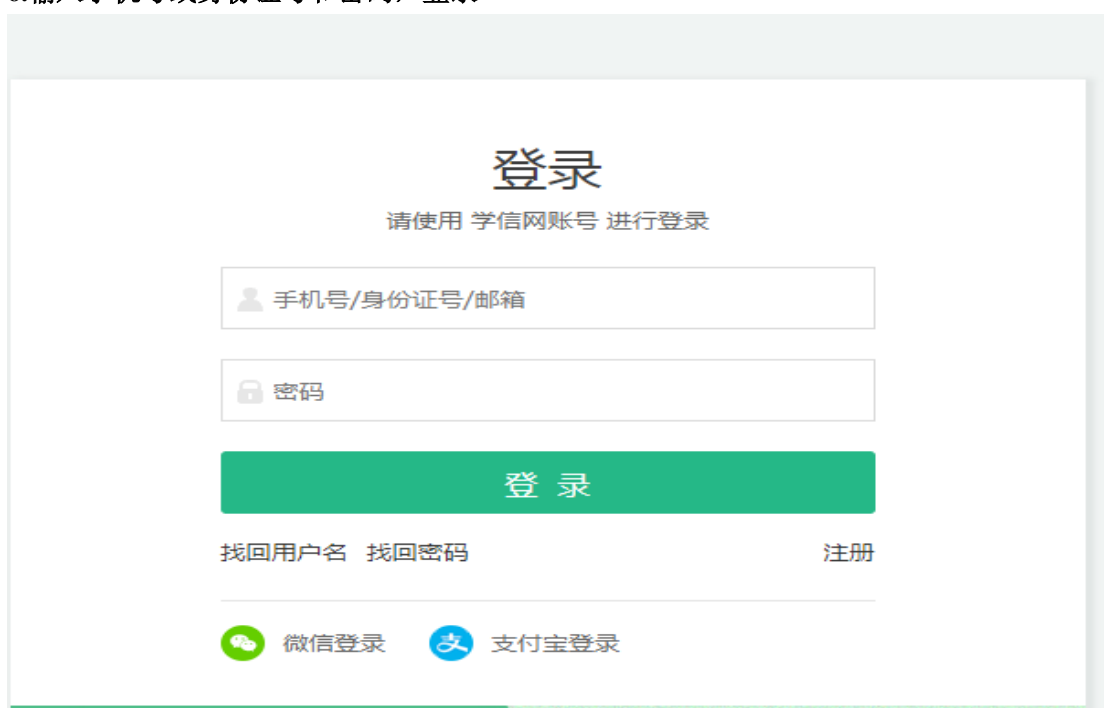 登录
请使用 学信网账号 进行登录
手机号/身份证号/邮箱
密码
登 录
找回用户名 找回密码 注册
微信登录 支付宝登录